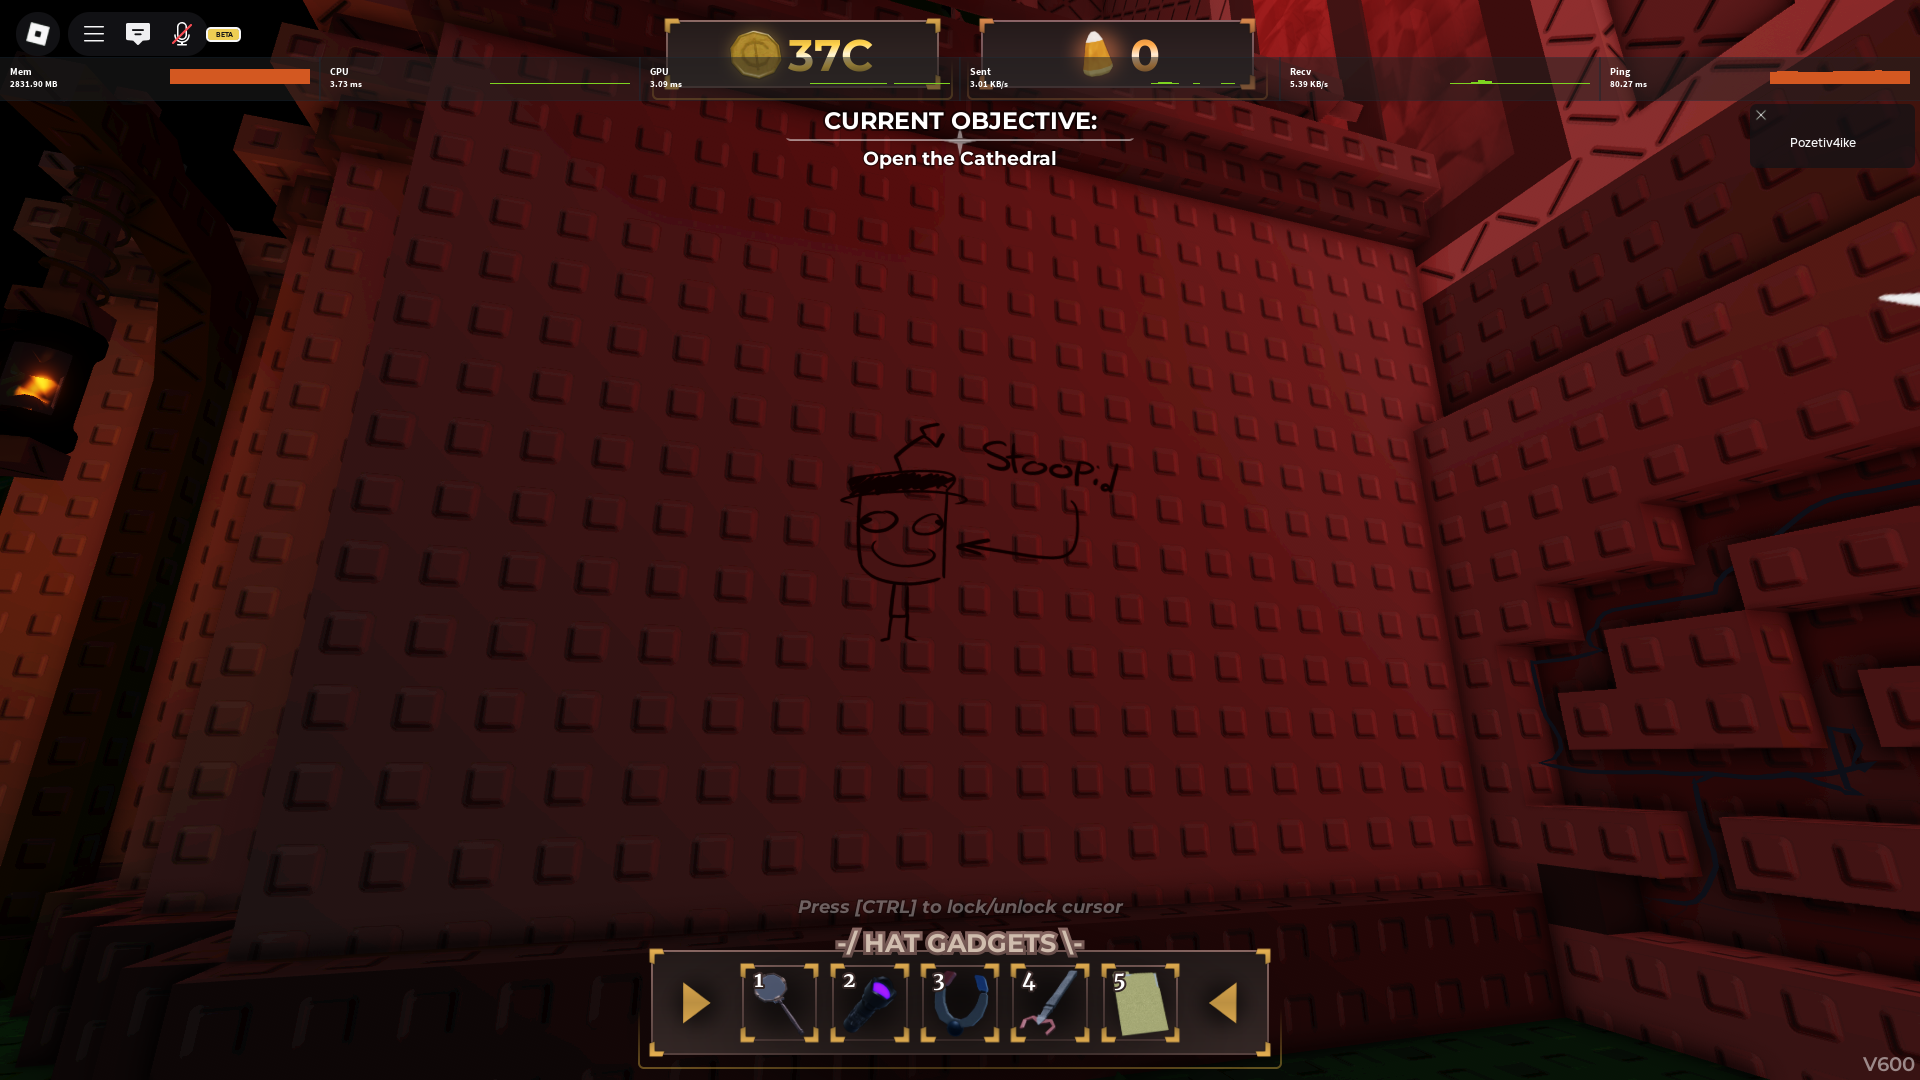 BETA
37C
0
Mem
2831.90 MB
CPU
3.73 ms
GPU
3.09 ms
Sent
3.01 KB/s
Recv
5.39 KB/s
Ping
80.27 ms
CURRENT OBJECTIVE:
Open the Cathedral
Pozetiv4ike
Stoop;d
Press [CTRL] to lock/unlock cursor
-/ HAT GADGETS \-
1
2
3
4
5
V600